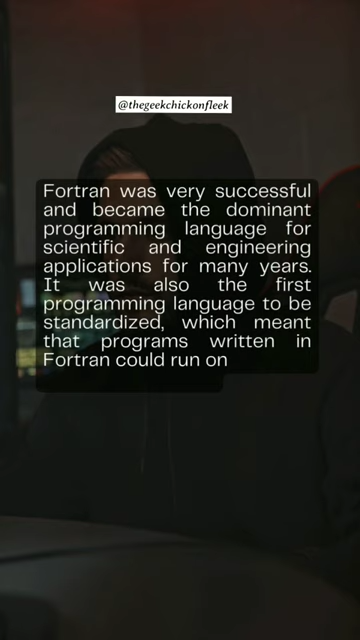 @thegeekchickonfleek
Fortran was very successful
and became the dominant
programming language for
scientific and engineering
applications for many years.
It was also the first
programming language to be
standardized, which meant
that programs written in
Fortran could run on